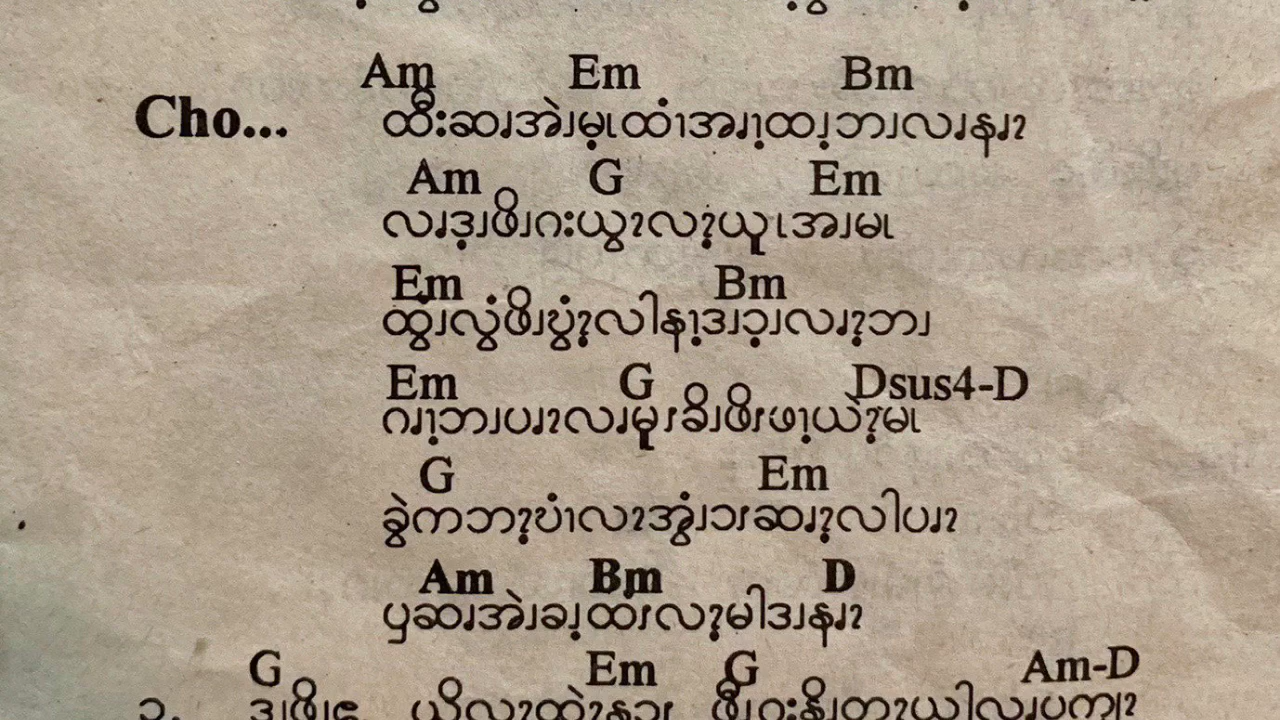 Am Em Bm
Cho... ထီးဆၧအဲၪမ့ၬထံၫအၧၫ့ထၧ့ဘၪလၧနၧၩ
Am G Em
လၧဒ့ၪဖိၪဂးယွၩလၩ့ယူၬအၪမၬ
Em Bm
ထွံၪလွံဖိၪပွံၩ့လါနၫ့ဒၪၥ့ၪလၧၩ့ဘၪ
Em G Dsus4-D
ဂၧၫ့ဘၪပၧၩလၧမူၭခိၪဖိၭဖၫ့ယဲၩ့မၬ
G Em
ခွဲကဘၩ့ပံၫလၩအွံၪၥၭဆၧၩ့လါပၧၩ
Am Bm D
ၦဆၧအဲၪခၧ့ထံၭလၩ့မါဒၪနၧၩ
G Em G Am-D